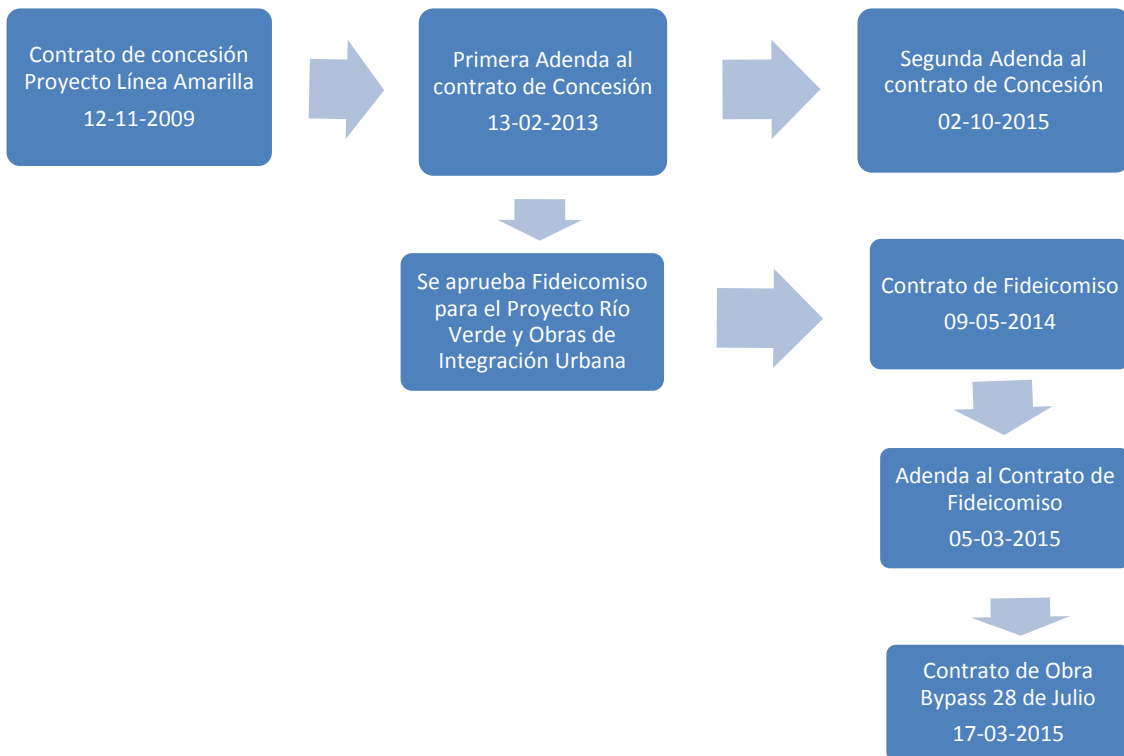 Contrato de concesión
Proyecto Línea Amarilla
12-11-2009
Primera Adenda al
contrato de Concesión
13-02-2013
Segunda Adenda al
contrato de Concesión
02-10-2015
Se aprueba Fideicomiso
para el Proyecto Río
Verde y Obras de
Integración Urbana
Contrato de Fideicomiso
09-05-2014
Adenda al Contrato de
Fideicomiso
05-03-2015
Contrato de Obra
Bypass 28 de Julio
17-03-2015